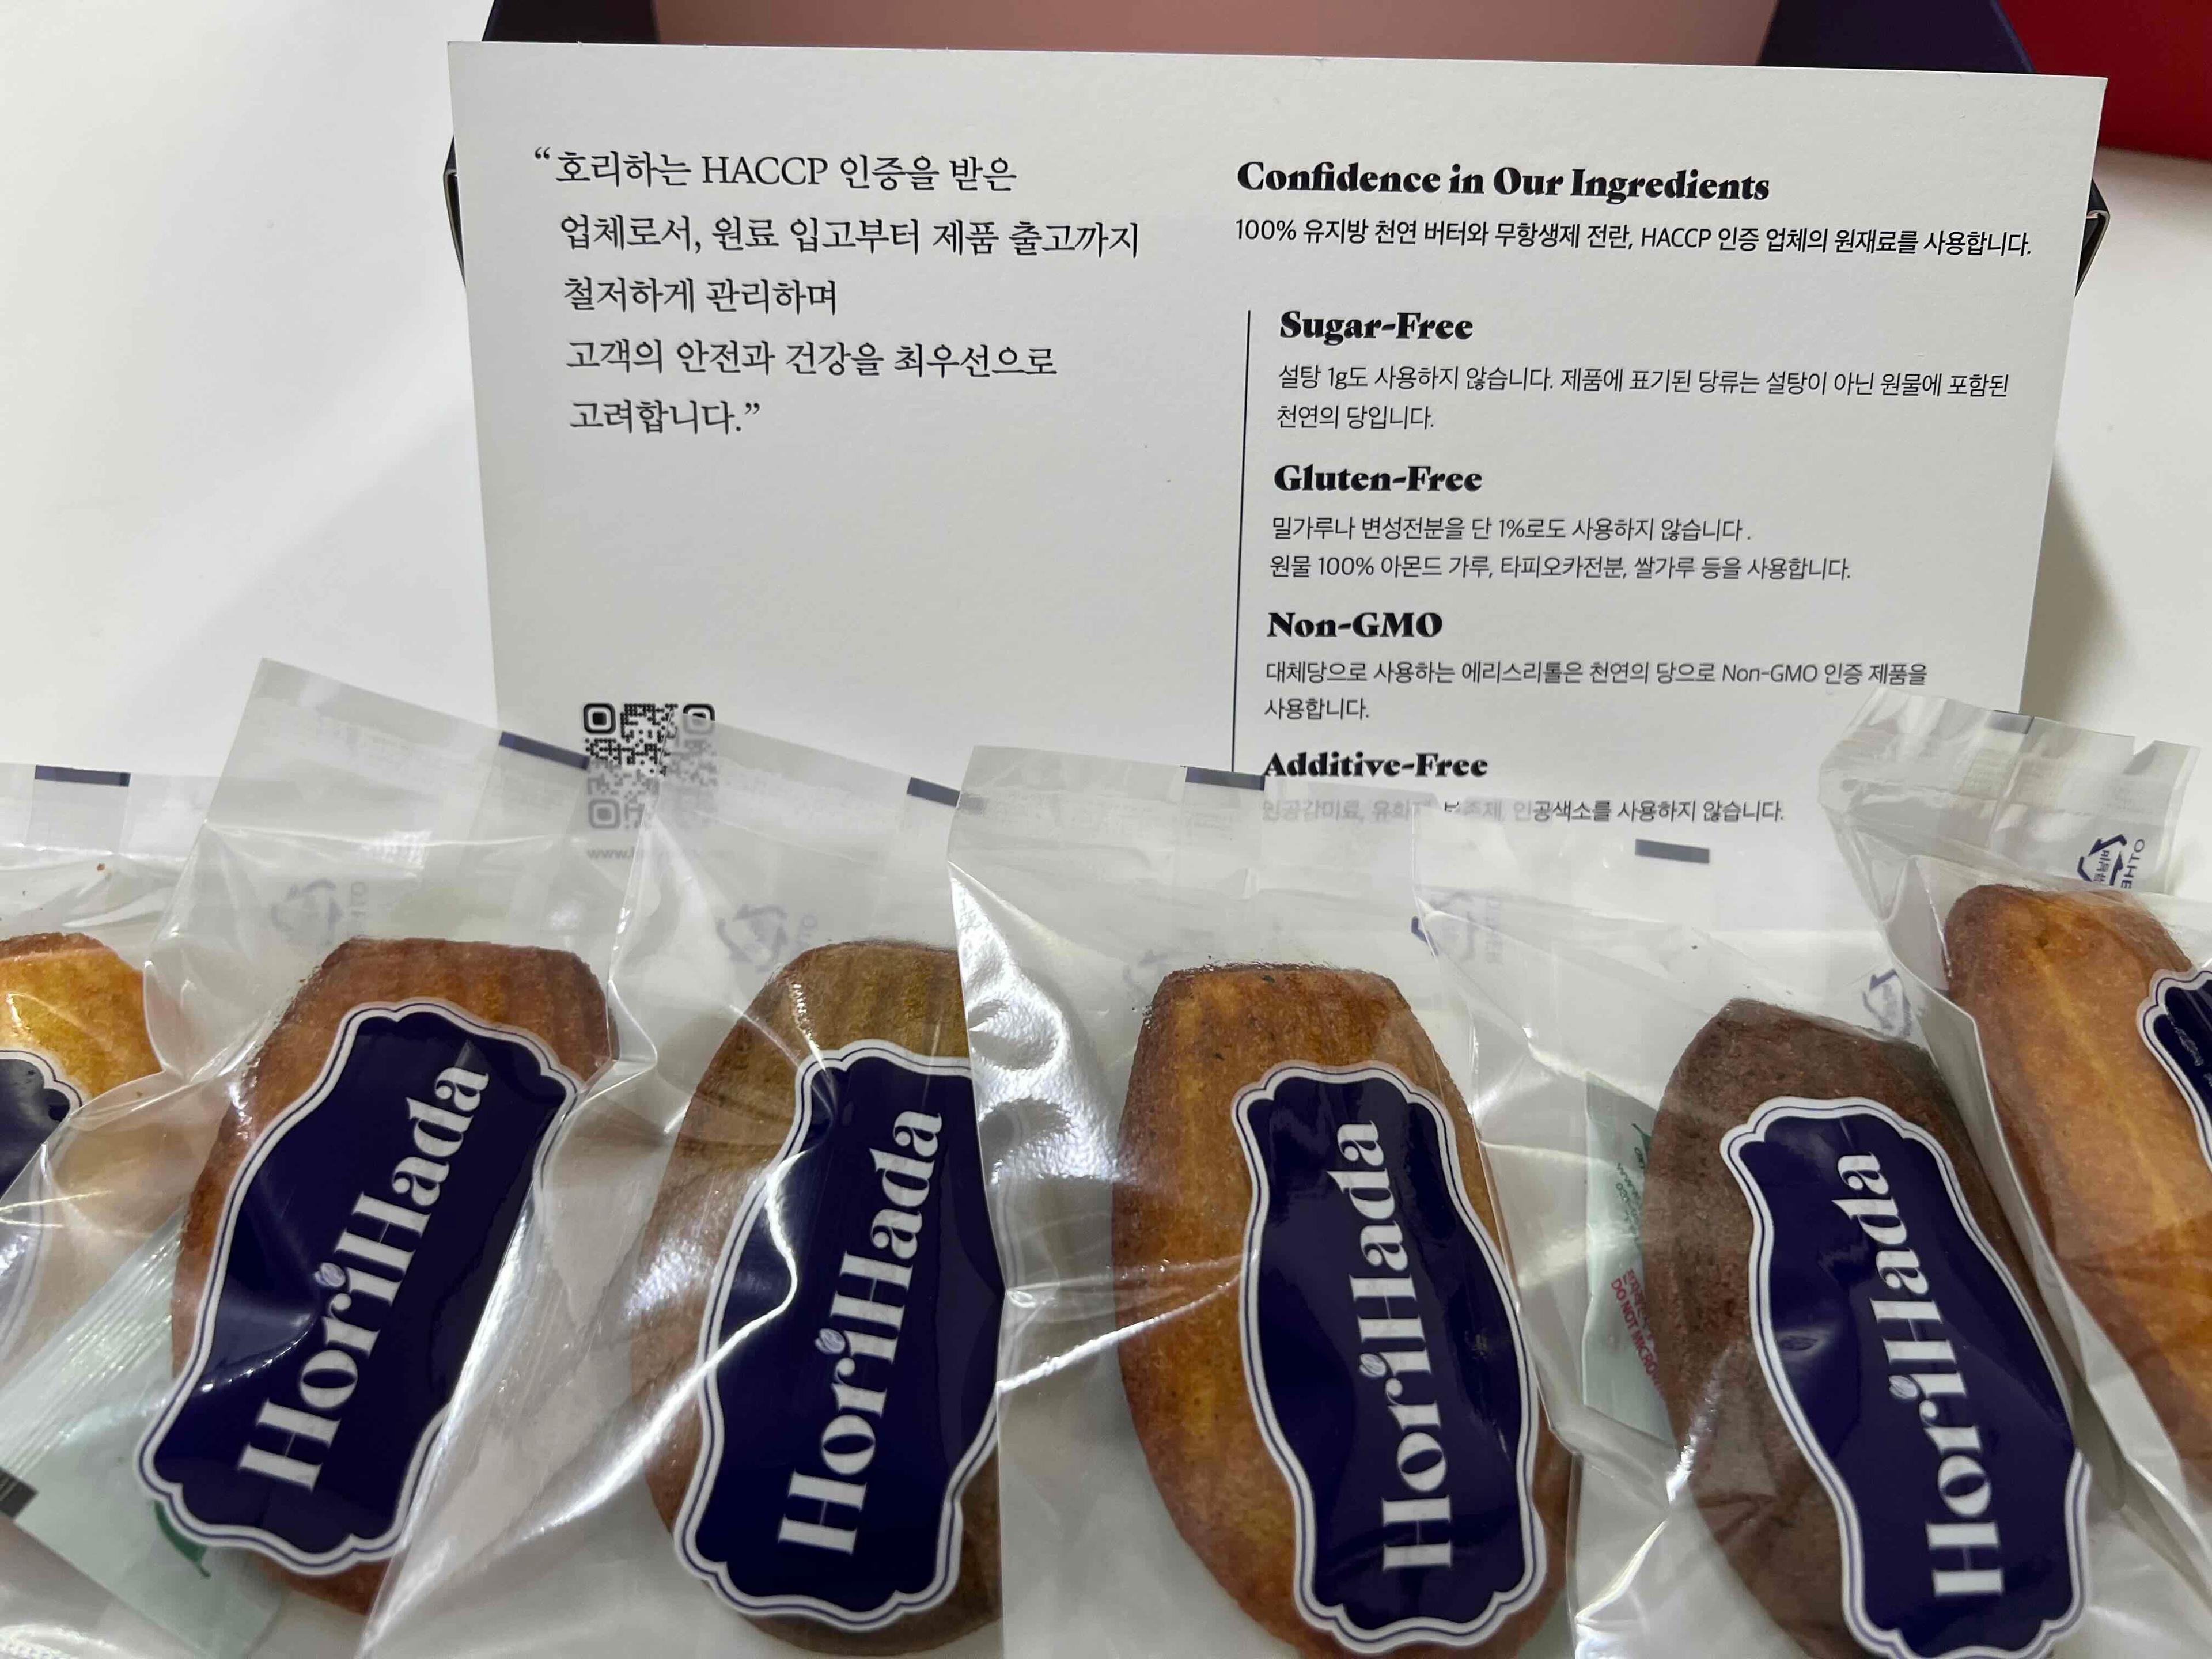 “호리하는 HACCP 인증을 받은
업체로서, 원료 입고부터 제품 출고까지
철저하게 관리하며
고객의 안전과 건강을 최우선으로
고려합니다.”
Confidence in Our Ingredients
100% 유지방 천연 버터와 무항생제 전란, HACCP 인증 업체의 원재료를 사용합니다.
Sugar-Free
설탕 1g도 사용하지 않습니다. 제품에 표기된 당류는 설탕이 아닌 원물에 포함된
천연의 당입니다.
Gluten-Free
밀가루나 변성전분을 단 1%로도 사용하지 않습니다.
원물 100% 아몬드 가루, 타피오카전분, 쌀가루 등을 사용합니다.
Non-GMO
대체당으로 사용하는 에리스리톨은 천연의 당으로 Non-GMO 인증 제품을
사용합니다.
Additive-Free
인공감미료, 인공색소를 사용하지 않습니다.
HoriHada
HoriHada
HoriHada
HoriHada
DO NOT MICRO